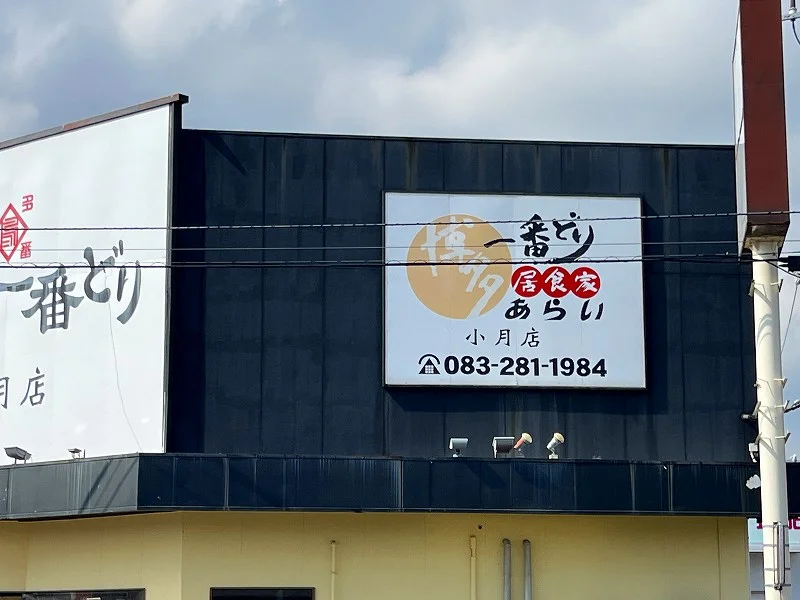 一番どり
月店
博多
一番どり
居食家
あらい
小月店
083-281-1984